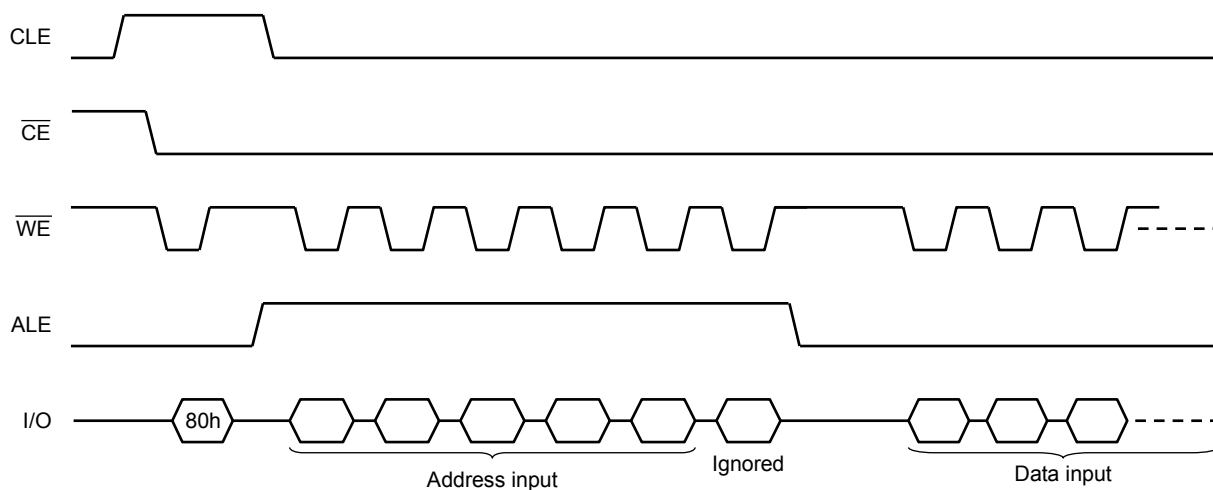 CLE
CE
WE
ALE
I/O
80h
Address input
Ignored
Data input